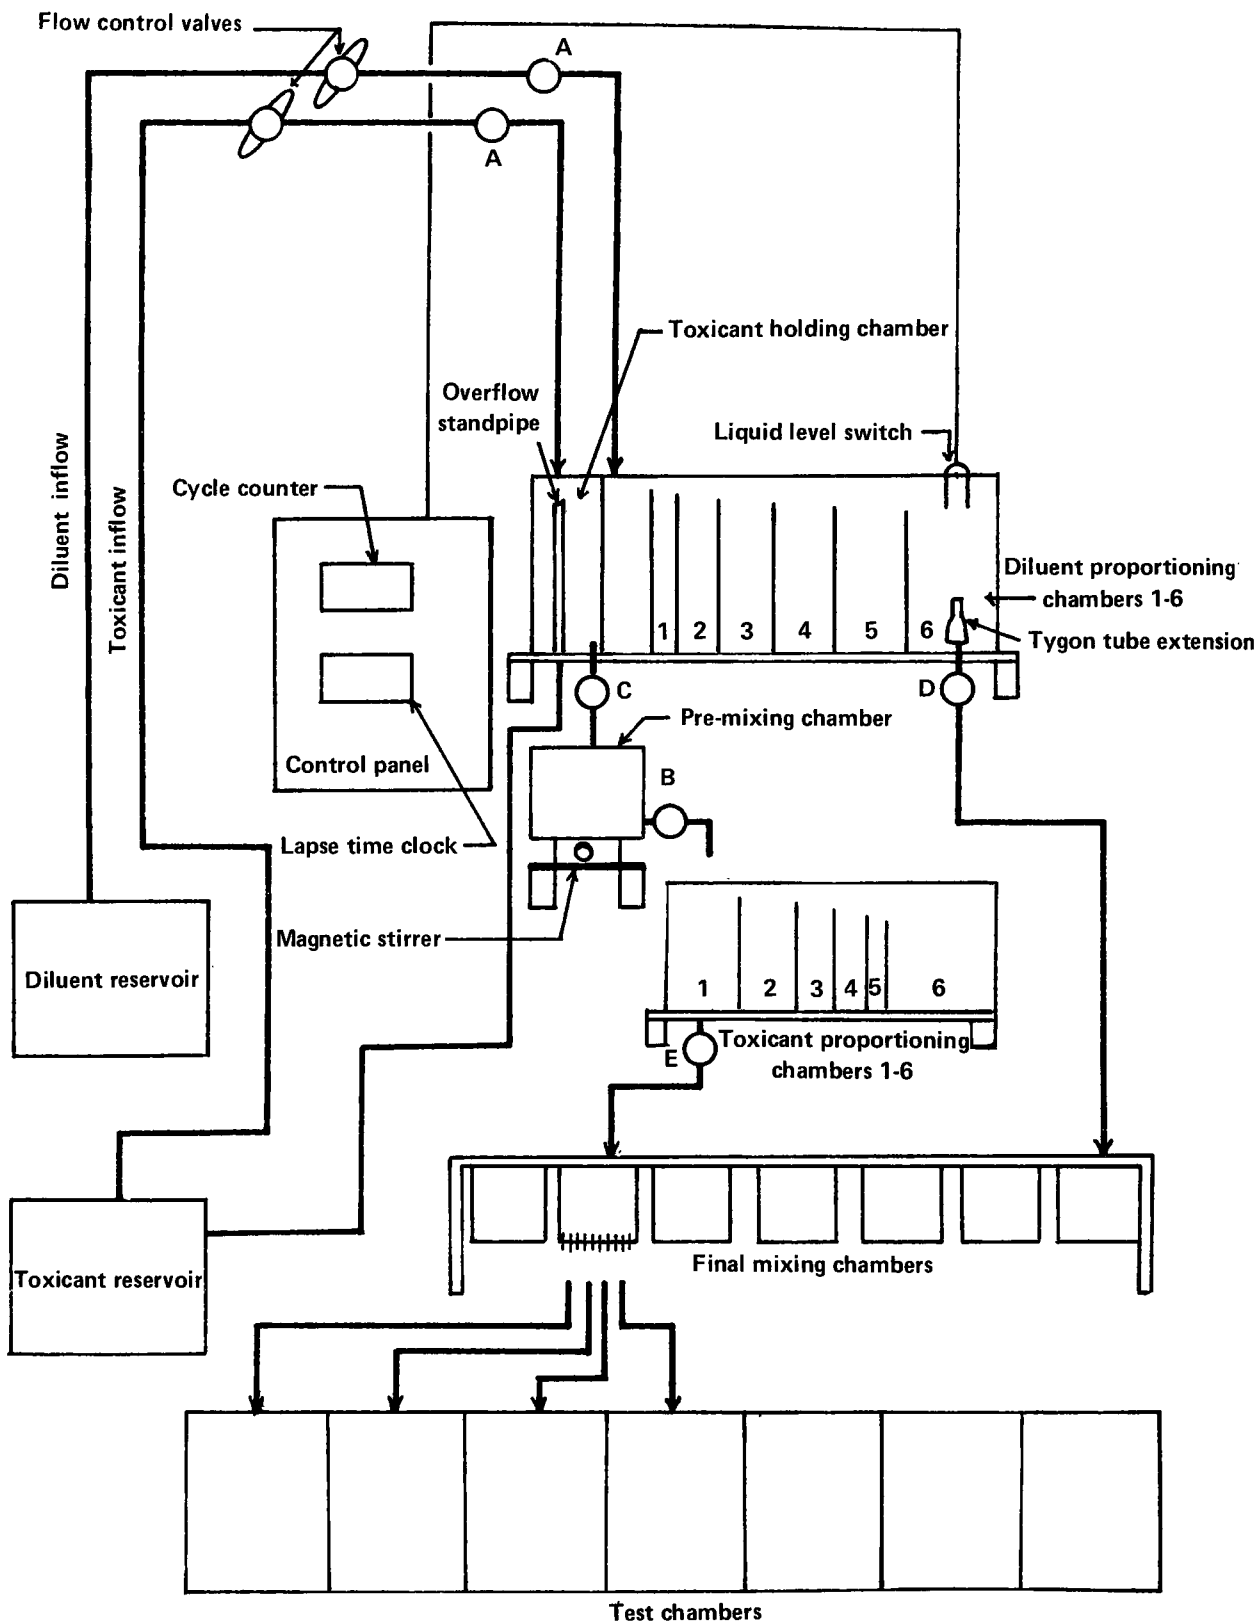 Flow control valves
A
A
Toxicant holding chamber
Overflow
standpipe
Liquid level switch
Cycle counter
Diluent inflow
Toxicant inflow
Diluent proportioning
chambers 1-6
1 2 3 4 5 6
Tygon tube extension
C
D
Pre-mixing chamber
Control panel
B
Lapse time clock
Magnetic stirrer
Diluent reservoir
1 2 3 4 5 6
E
Toxicant proportioning
chambers 1-6
Toxicant reservoir
Final mixing chambers
Test chambers